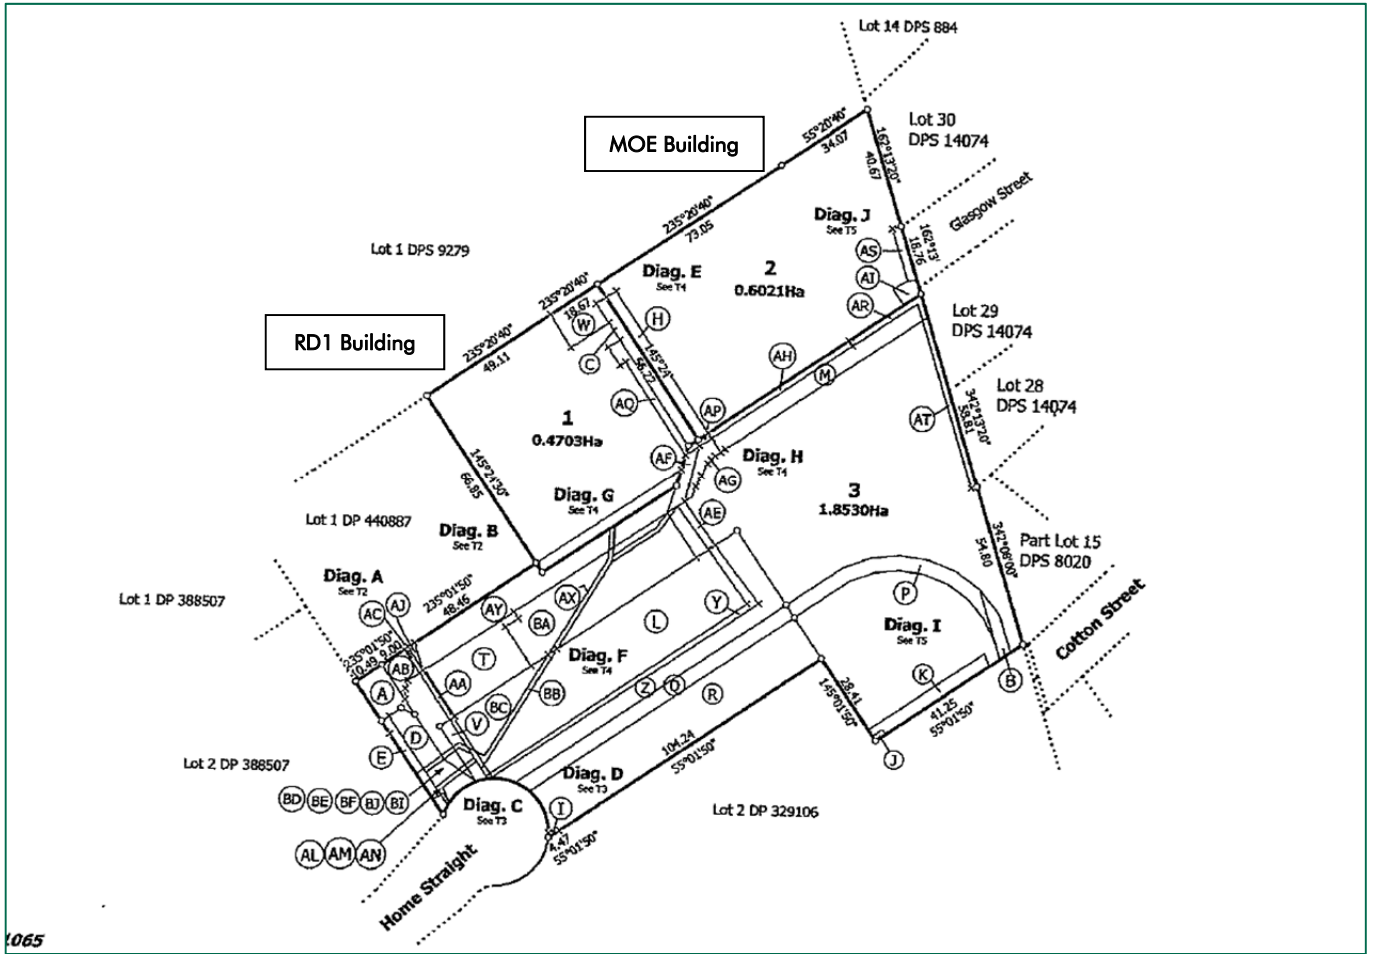 Lot 14 DPS 884
MOE Building
55°20'40"
34.07
Lot 30
DPS 14074
162°13'20"
40.67
Glasgow Street
235°20'40"
73.05
Diag. J
See T5
162°13'
18.76
AS
Lot 1 DPS 9279
Diag. E
See T4
2
0.6021Ha
AI
AR
235°20'40"
18.67
W
H
Lot 29
DPS 14074
RD1 Building
235°20'40"
49.11
C
145°24'
56.22
AH
M
Lot 28
DPS 14074
AQ
1
0.4703Ha
AP
AT
342°13'20"
58.81
AF
Diag. H
See T4
AG
145°24'30"
66.85
Diag. G
See T4
3
1.8530Ha
AE
Lot 1 DP 440887
Diag. B
See T2
342°08'00"
54.80
Part Lot 15
DPS 8020
Diag. A
See T2
235°01'50"
48.46
Lot 1 DP 388507
AC
AJ
AX
AY
BA
Y
L
P
Diag. I
See T5
Cotton Street
235°01'50"
10.49 9.00
AB
T
Diag. F
See T4
A
AA
BB
Z
Q
R
K
B
D
V
BC
28.41
145°01'50"
41.25
55°01'50"
E
104.24
55°01'50"
J
Lot 2 DP 388507
BD
BE
BF
BJ
BI
Diag. C
See T3
Diag. D
See T3
I
Lot 2 DP 329106
AL
AM
AN
4.47
55°01'50"
Home Straight
1065